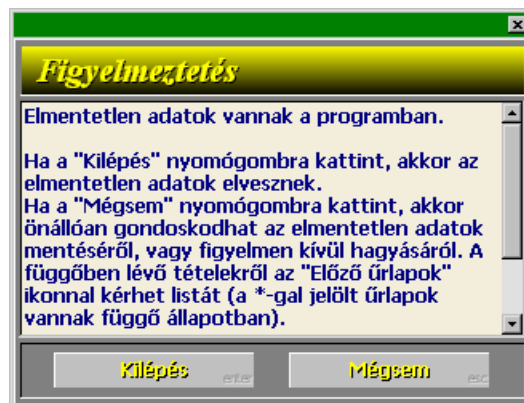 Figyelmeztetés
Elmentetlen adatok vannak a programban.
Ha a "Kilépés" nyomógombra kattint, akkor az
elmentetlen adatok elvesznek.
Ha a "Mégsem" nyomógombra kattint, akkor
önállóan gondoskodhat az elmentetlen adatok
mentéséről, vagy figyelmen kívül hagyásáról. A
függőben lévő tételekről az "Előző űrlapok"
ikonnal kérhet listát (a *-gal jelölt űrlapok
vannak függő állapotban).
Kilépés enter Mégsem esc